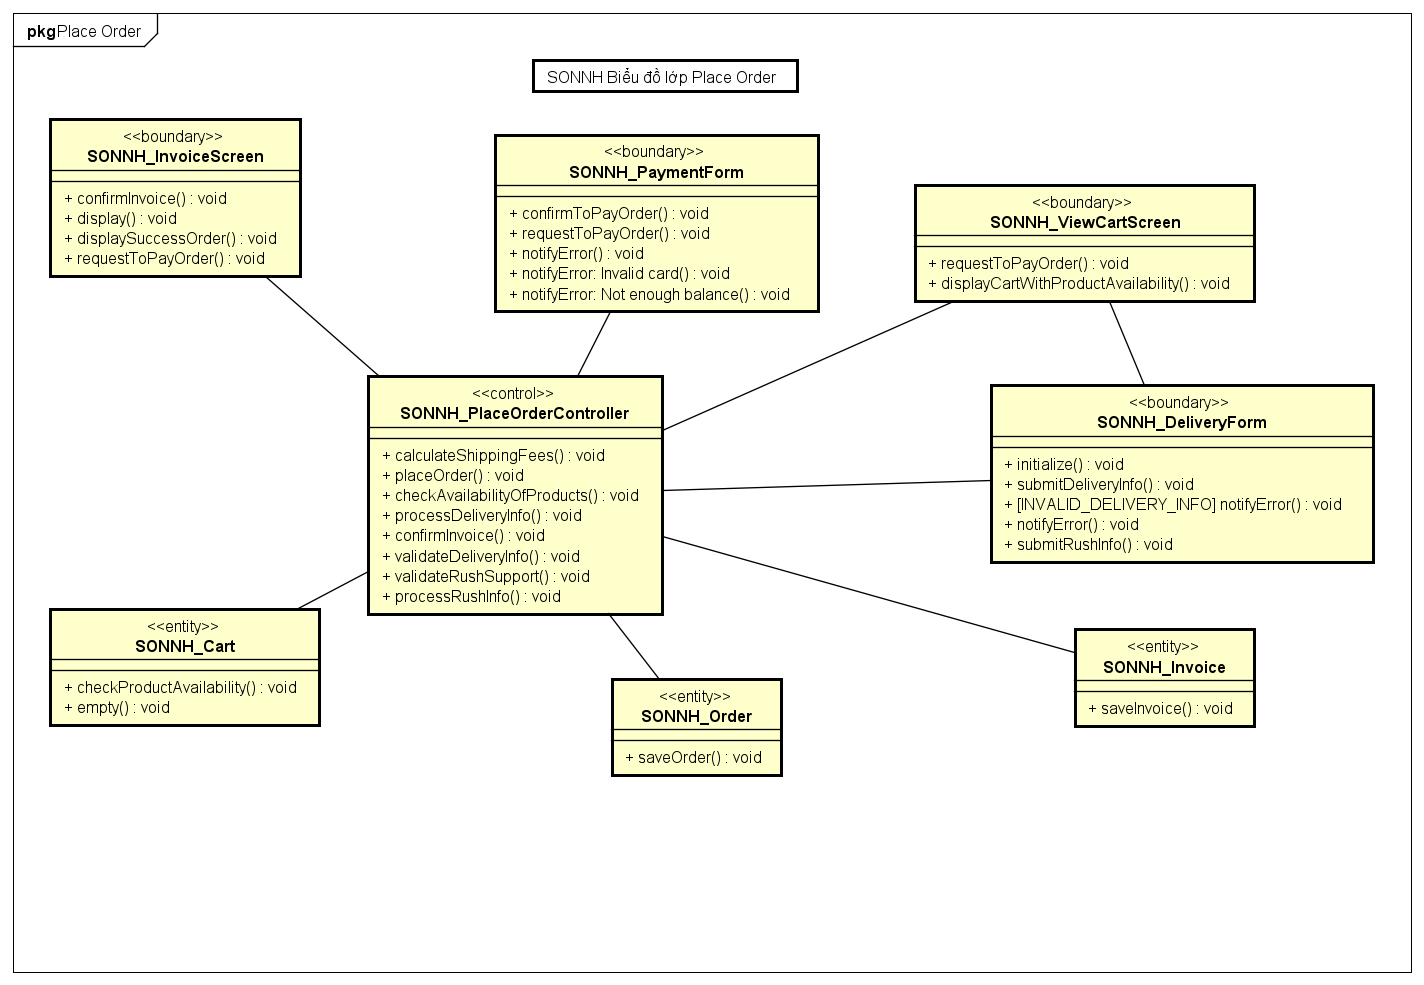 pkg Place Order
SONNH Biểu đồ lớp Place Order
<<boundary>>
SONNH_InvoiceScreen
+ confirmInvoice() : void
+ display() : void
+ displaySuccessOrder() : void
+ requestToPayOrder() : void
<<boundary>>
SONNH_PaymentForm
+ confirmToPayOrder() : void
+ requestToPayOrder() : void
+ notifyError() : void
+ notifyError: Invalid card() : void
+ notifyError: Not enough balance() : void
<<boundary>>
SONNH_ViewCartScreen
+ requestToPayOrder() : void
+ displayCartWithProductAvailability() : void
<<control>>
SONNH_PlaceOrderController
+ calculateShippingFees() : void
+ placeOrder() : void
+ checkAvailabilityOfProducts() : void
+ processDeliveryInfo() : void
+ confirmInvoice() : void
+ validateDeliveryInfo() : void
+ validateRushSupport() : void
+ processRushInfo() : void
<<boundary>>
SONNH_DeliveryForm
+ initialize() : void
+ submitDeliveryInfo() : void
+ [INVALID_DELIVERY_INFO] notifyError() : void
+ notifyError() : void
+ submitRushInfo() : void
<<entity>>
SONNH_Cart
+ checkProductAvailability() : void
+ empty() : void
<<entity>>
SONNH_Order
+ saveOrder() : void
<<entity>>
SONNH_Invoice
+ saveInvoice() : void